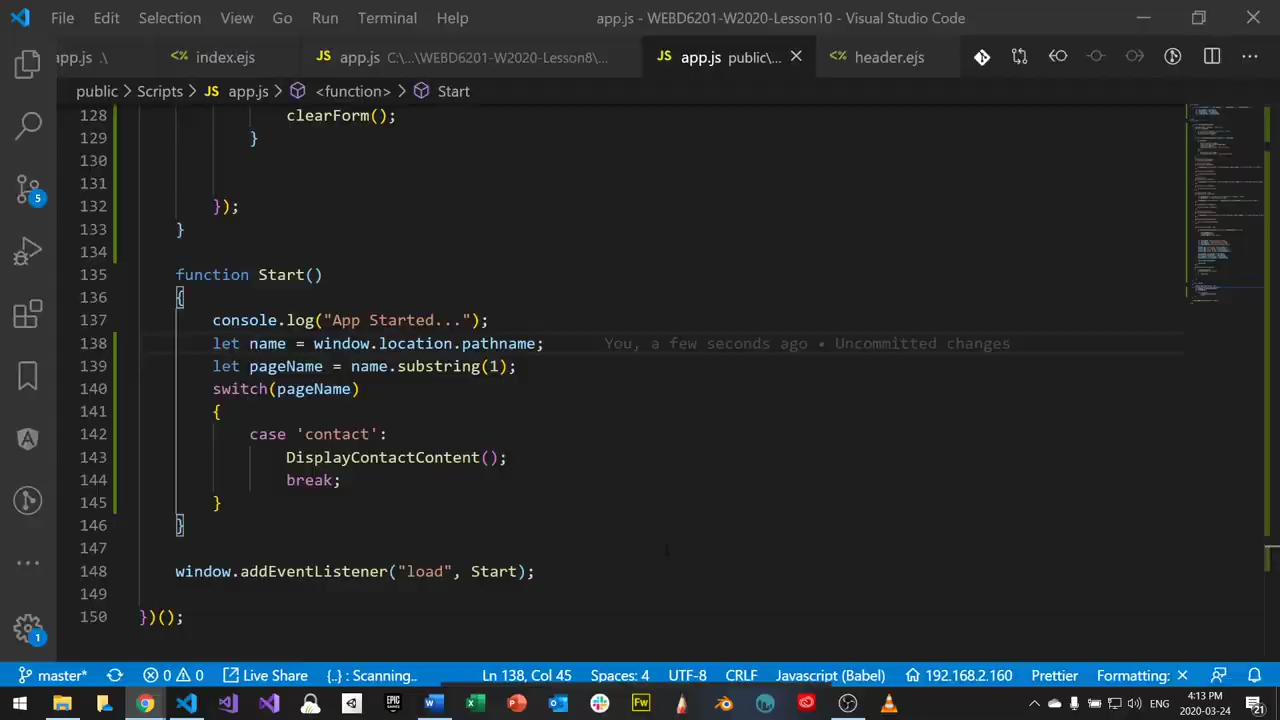 File Edit Selection View Go Run Terminal Help app.js - WEBD6201-W2020-Lesson10 - Visual Studio Code
app.js .\ <% index.ejs JS app.js C:\...\WEBD6201-W2020-Lesson8\... JS app.js public\... <% header.ejs
public > Scripts > JS app.js > <function> > Start
128 clearForm();
129 }
130
131
132 });
133 }
134
135 function Start()
136 {
137 console.log("App Started...");
138 let name = window.location.pathname; You, a few seconds ago • Uncommitted changes
139 let pageName = name.substring(1);
140 switch(pageName)
141 {
142 case 'contact':
143 DisplayContactContent();
144 break;
145 }
146 }
147
148 window.addEventListener("load", Start);
149
150 })();
5
1
master* 0 0 Live Share {..} : Scanning... Ln 138, Col 45 Spaces: 4 UTF-8 CRLF JavaScript (Babel) 192.168.2.160 Prettier Formatting: ×
Fw ENG 4:13 PM
2020-03-24 21